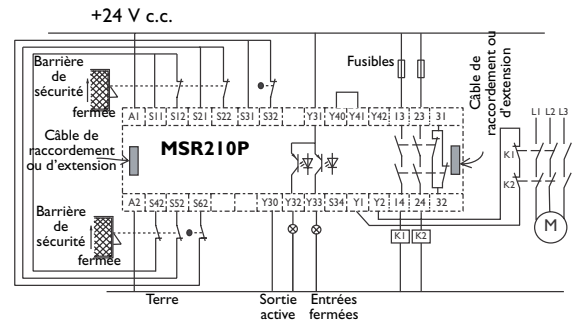 +24 V c.c.
Barrière
de
sécurité
fermée
Fusibles
Câble de
raccordement ou
d'extension
A1 S11 S12 S21 S22 S31 S32 Y31 Y40 Y41 Y42 13 23 31
L1 L2 L3
Câble de
raccordement
ou d'extension
MSR210P
K1
K2
A2 S42 S52 S62 Y30 Y32 Y33 S34 Y1 Y2 14 24 32
Barrière
de
sécurité
fermée
K1 K2
M
Terre
Sortie
active
Entrées
fermées